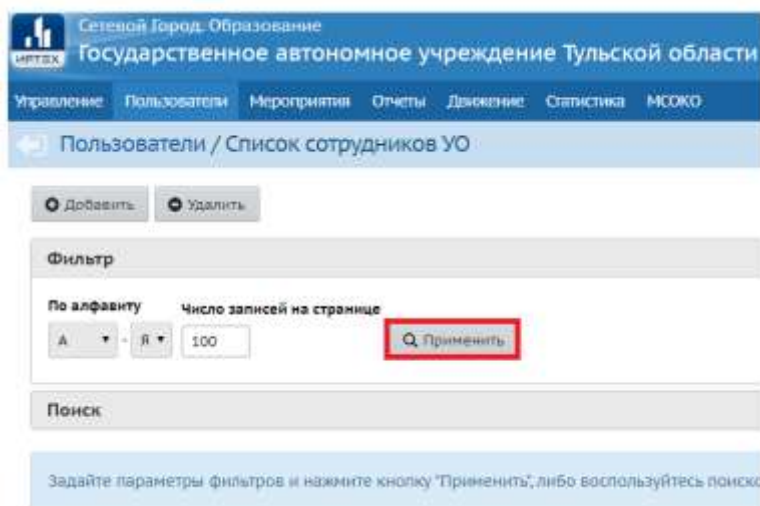 Сетевой Город. Образование
ИРТЕХ
Государственное автономное учреждение Тульской области
Управление Пользователи Мероприятия Отчеты Движение Статистика МСОКО
Пользователи / Список сотрудников УО
Добавить Удалить
Фильтр
По алфавиту Число записей на странице
А - Я 100 Применить
Поиск
Задайте параметры фильтров и нажмите кнопку "Применить", либо воспользуйтесь поиско